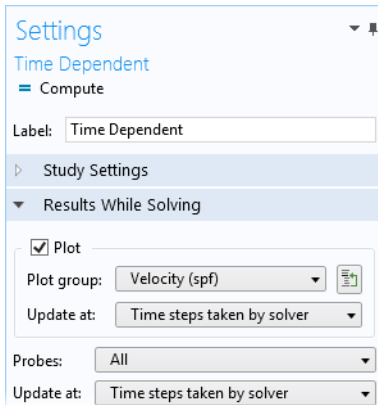 Settings
Time Dependent
= Compute
Label: Time Dependent
Study Settings
Results While Solving
Plot
Plot group: Velocity (spf)
Update at: Time steps taken by solver
Probes: All
Update at: Time steps taken by solver